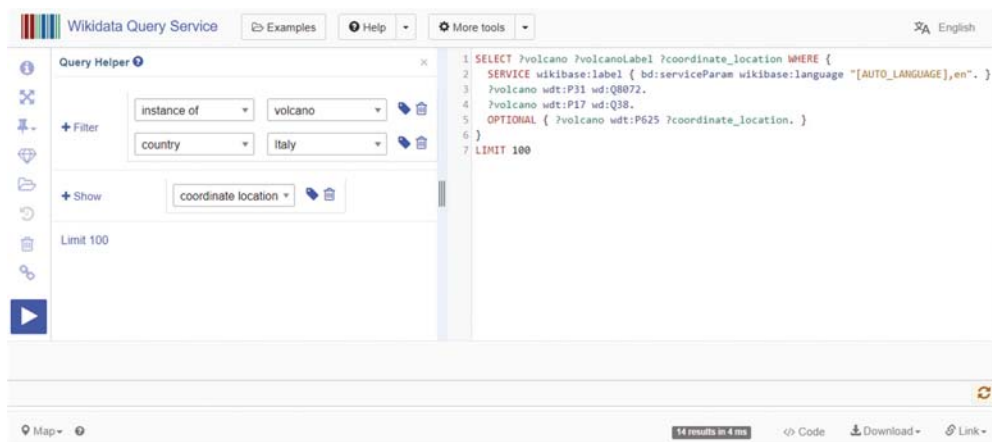 Wikidata Query Service
Examples
Help
More tools
English
Query Helper
×
+ Filter
instance of
volcano
country
Italy
+ Show
coordinate location
Limit 100
1 SELECT ?volcano ?volcanoLabel ?coordinate_location WHERE {
2 SERVICE wikibase:label { bd:serviceParam wikibase:language "[AUTO_LANGUAGE],en". }
3 ?volcano wdt:P31 wd:Q8072.
4 ?volcano wdt:P17 wd:Q38.
5 OPTIONAL { ?volcano wdt:P625 ?coordinate_location. }
6 }
7 LIMIT 100
Map
14 results in 4 ms
</> Code
Download
Link